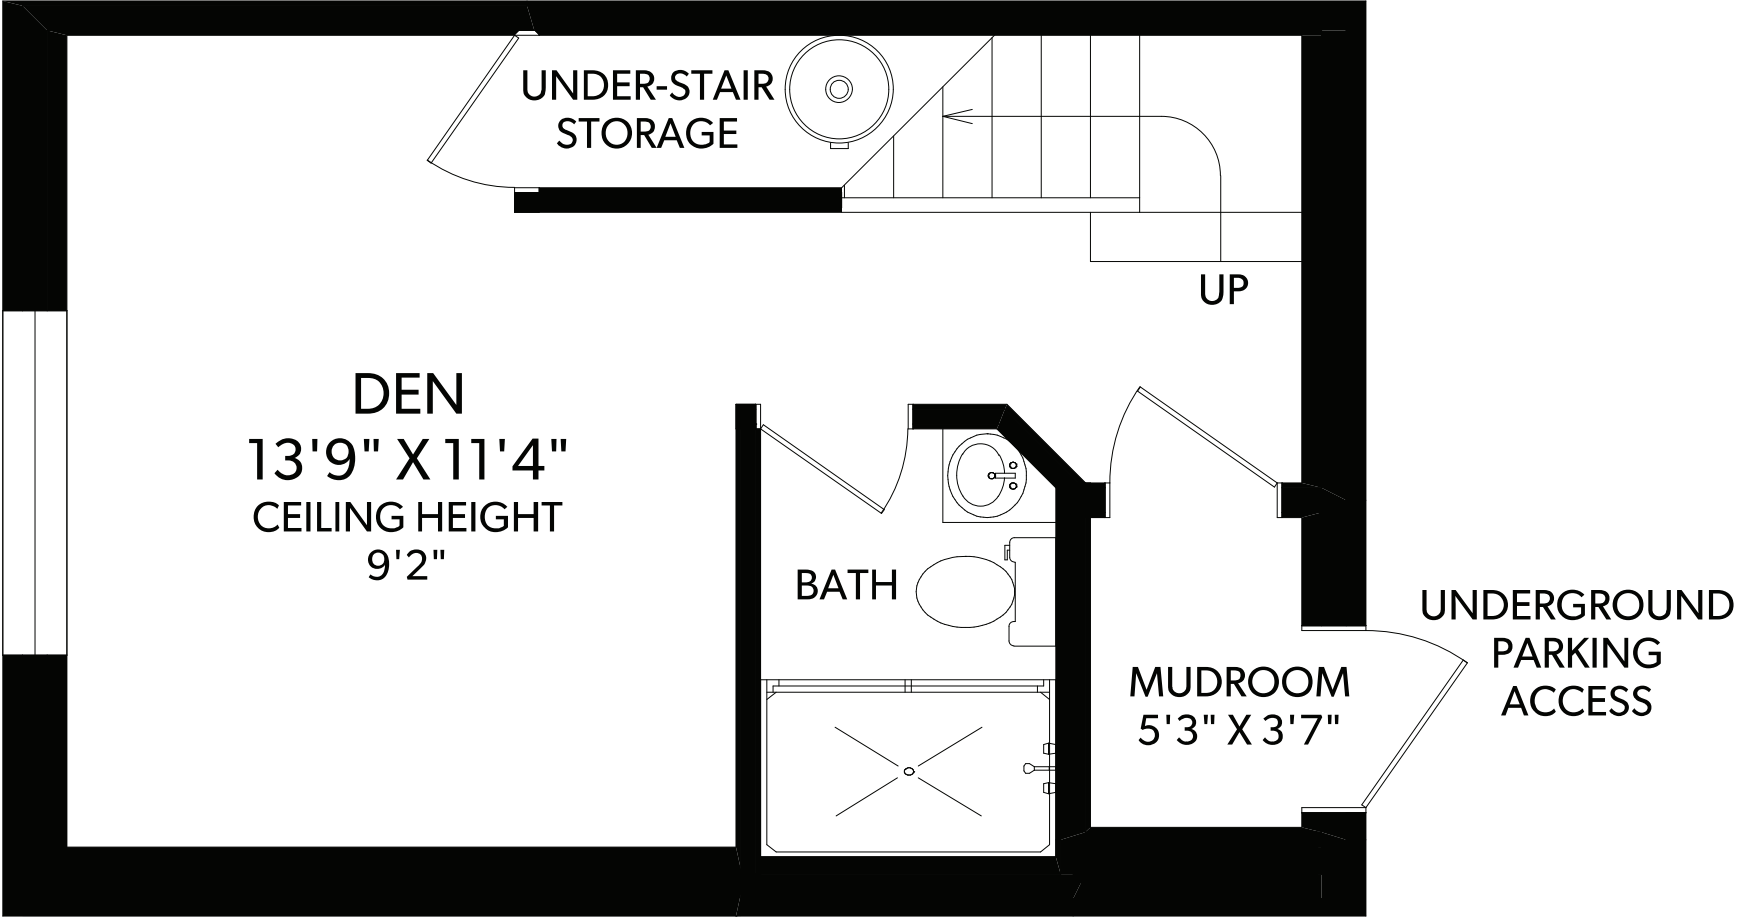 UNDER-STAIR
STORAGE
UP
DEN
13'9" X 11'4"
CEILING HEIGHT
9'2"
BATH
MUDROOM
5'3" X 3'7"
UNDERGROUND
PARKING
ACCESS